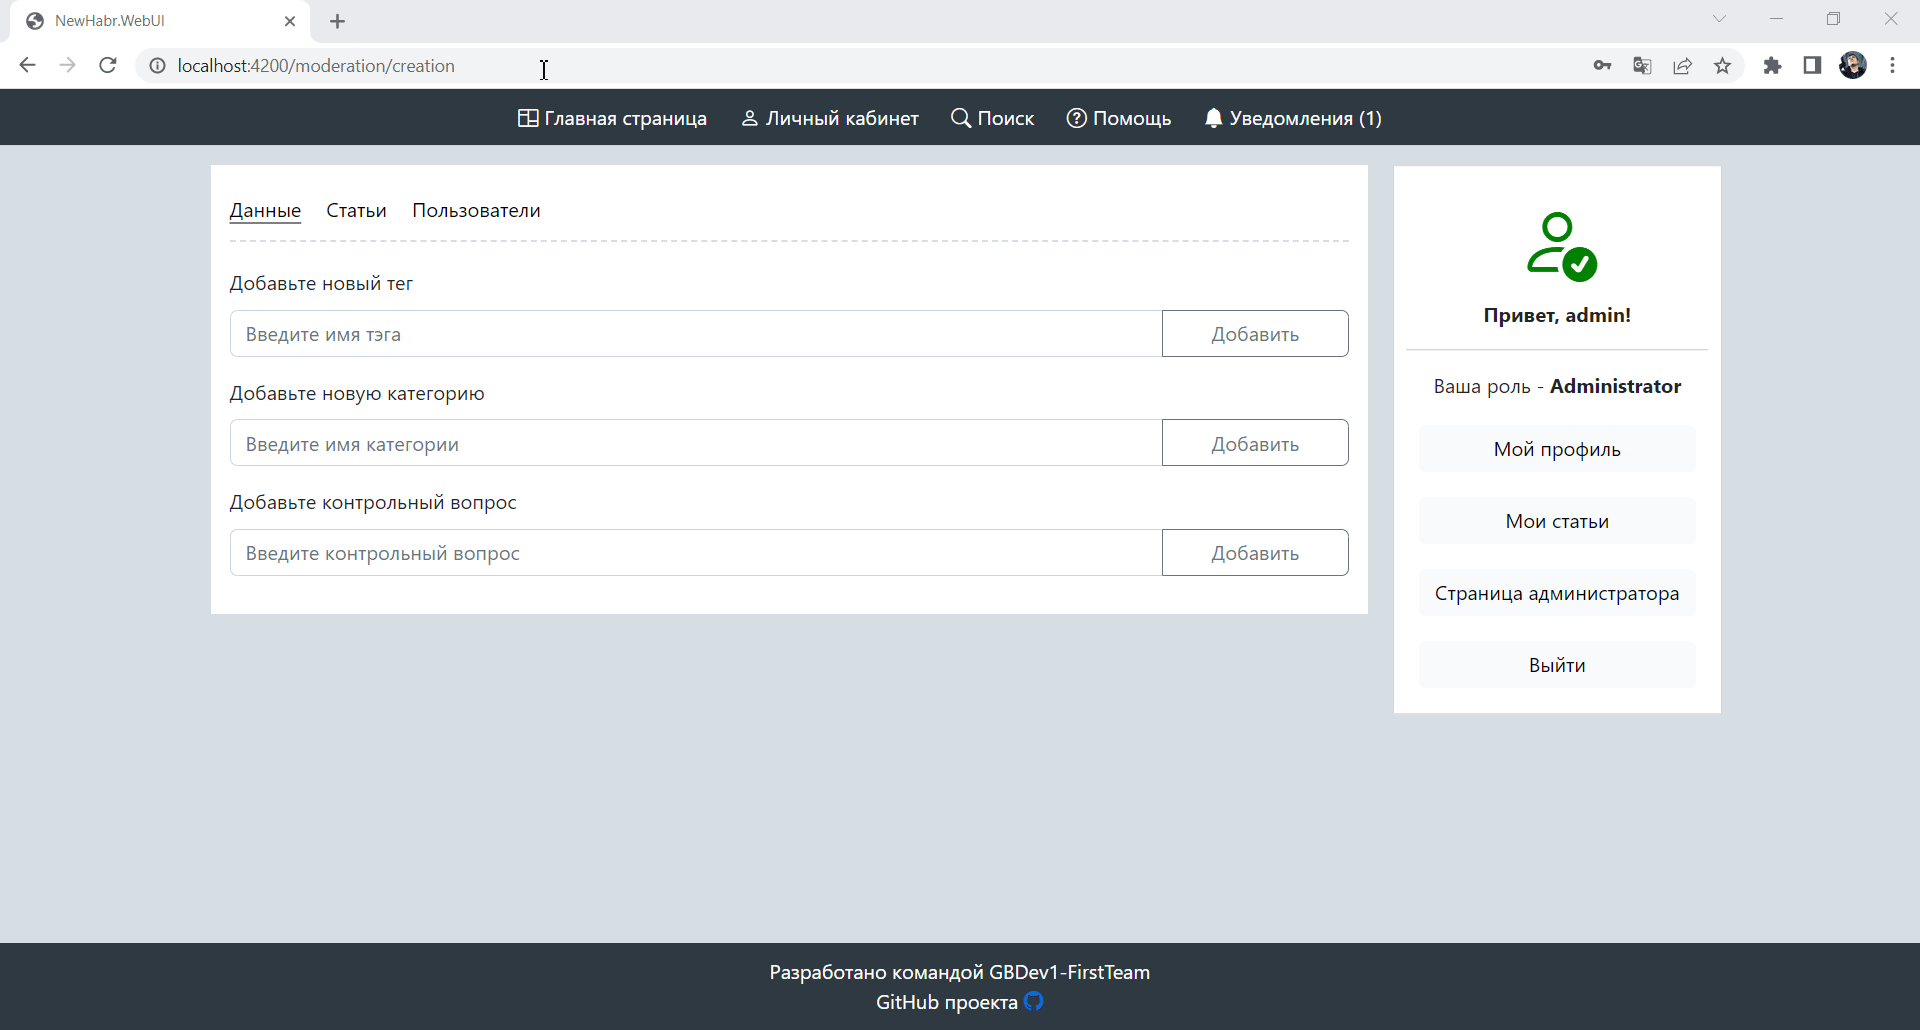 NewHabr.WebUI
localhost:4200/moderation/creation
Главная страница Личный кабинет Поиск Помощь Уведомления (1)
Данные Статьи Пользователи
Добавьте новый тег
Введите имя тэга Добавить
Добавьте новую категорию
Введите имя категории Добавить
Добавьте контрольный вопрос
Введите контрольный вопрос Добавить
Привет, admin!
Ваша роль - Administrator
Мой профиль
Мои статьи
Страница администратора
Выйти
Разработано командой GBDev1-FirstTeam
GitHub проекта